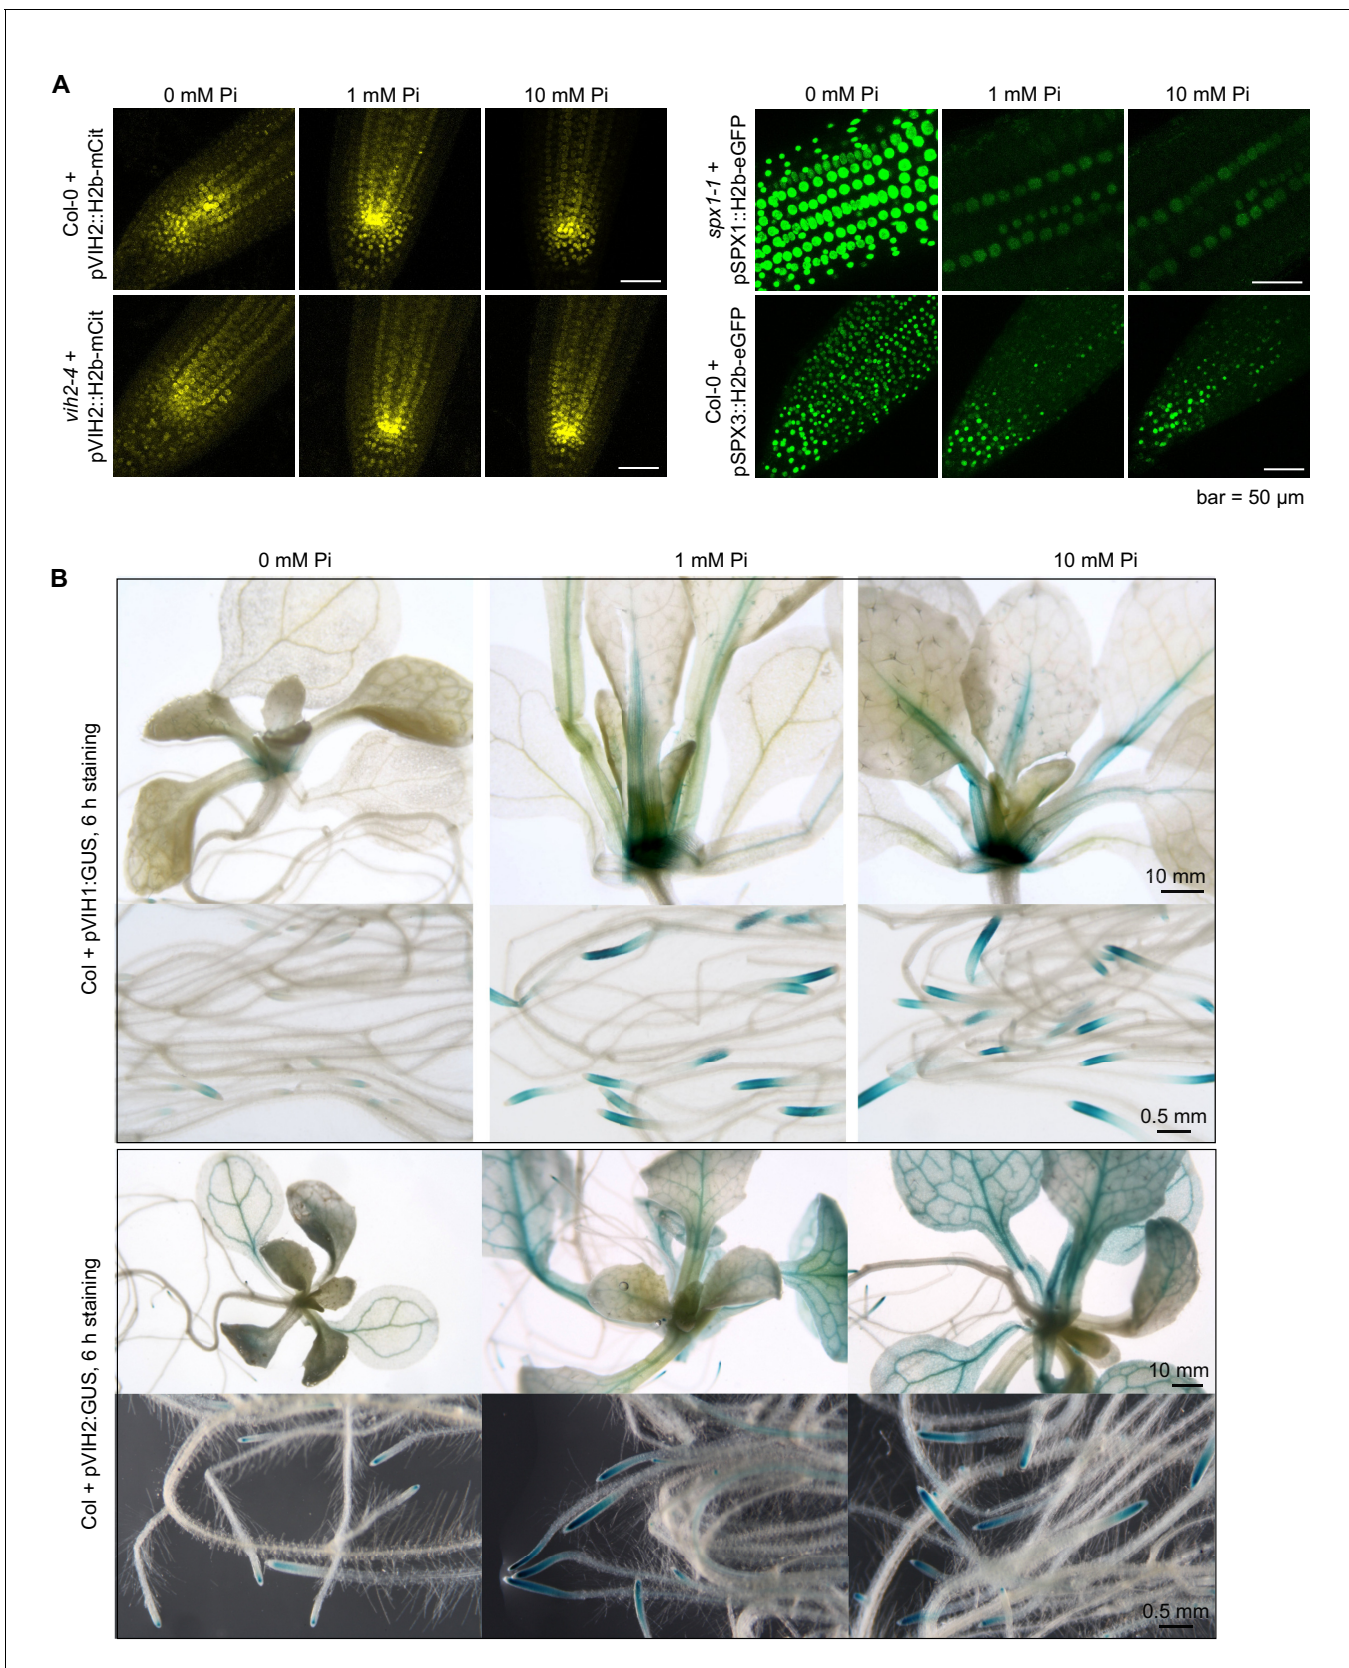 A
0 mM Pi
1 mM Pi
10 mM Pi
Col-0 +
pVIH2::H2b-mCit
vih2-4 +
pVIH2::H2b-mCit
0 mM Pi
1 mM Pi
10 mM Pi
spx1-1 +
pSPX1::H2b-eGFP
Col-0 +
pSPX3::H2b-eGFP
bar = 50 µm
B
0 mM Pi
1 mM Pi
10 mM Pi
Col + pVIH1:GUS, 6 h staining
10 mm
0.5 mm
Col + pVIH2:GUS, 6 h staining
10 mm
0.5 mm